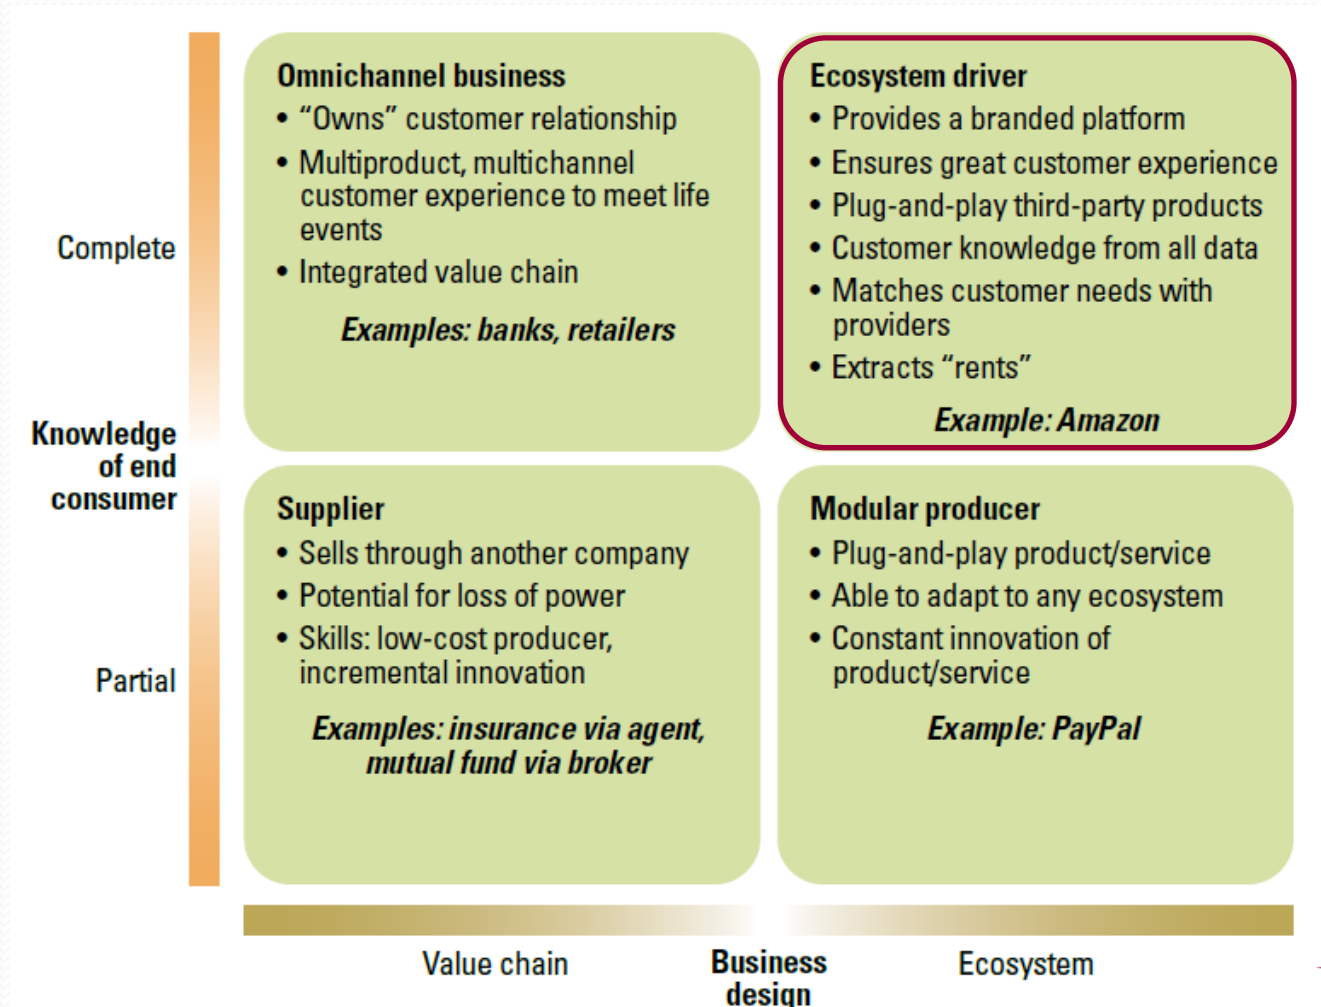 Omnichannel business
• “Owns” customer relationship
• Multiproduct, multichannel
customer experience to meet life
events
• Integrated value chain
Examples: banks, retailers
Ecosystem driver
• Provides a branded platform
• Ensures great customer experience
• Plug-and-play third-party products
• Customer knowledge from all data
• Matches customer needs with
providers
• Extracts “rents”
Example: Amazon
Complete
Knowledge
of end
consumer
Partial
Supplier
• Sells through another company
• Potential for loss of power
• Skills: low-cost producer,
incremental innovation
Examples: insurance via agent,
mutual fund via broker
Modular producer
• Plug-and-play product/service
• Able to adapt to any ecosystem
• Constant innovation of
product/service
Example: PayPal
Value chain
Business
design
Ecosystem